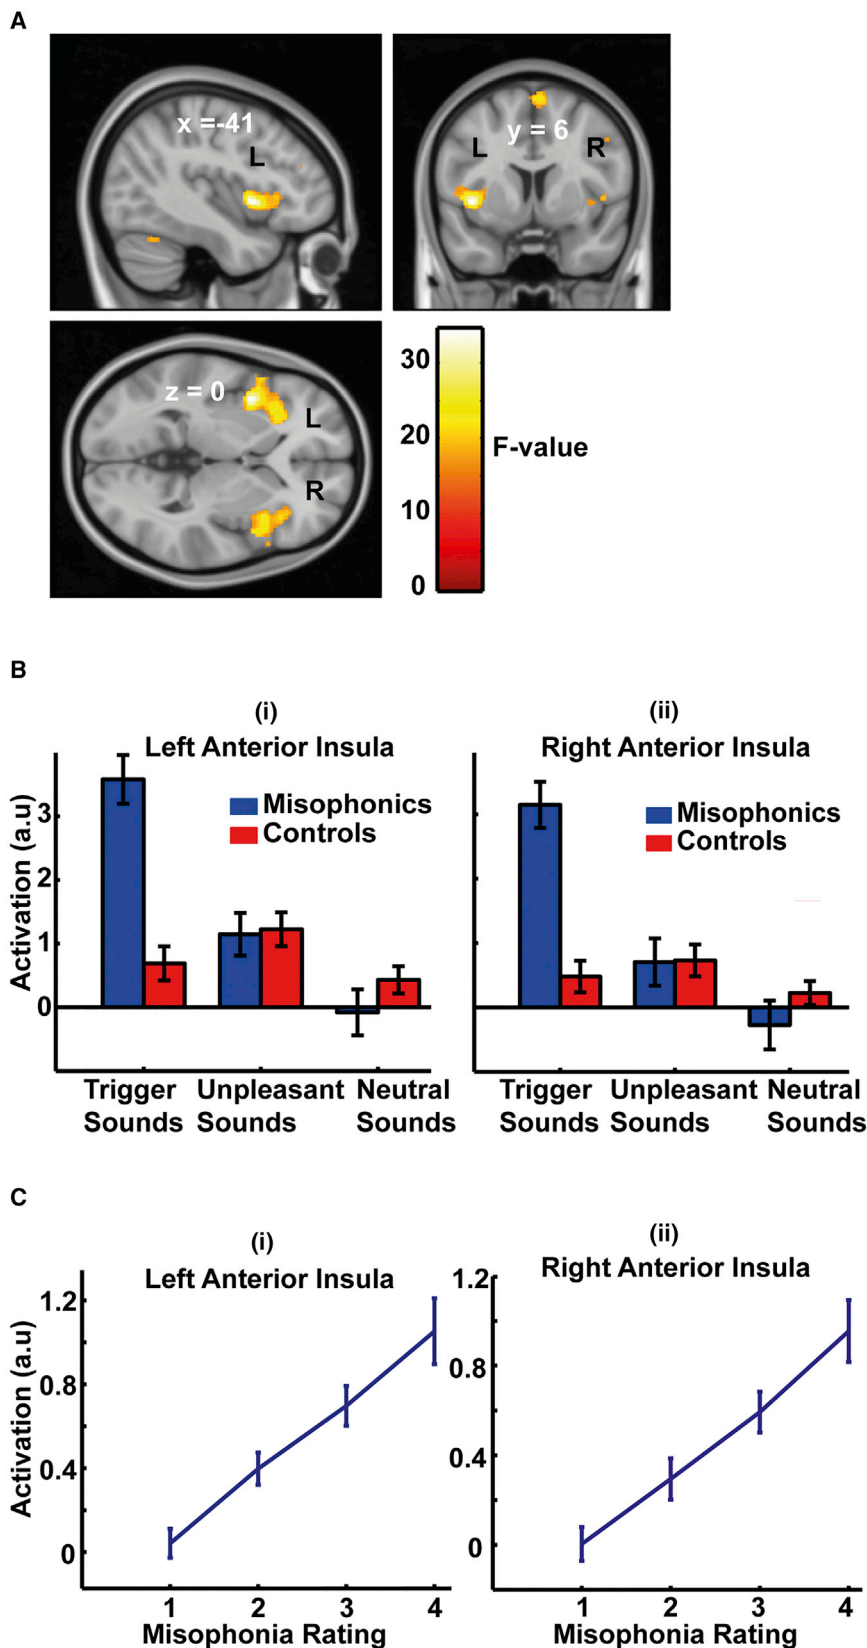 A
x =-41
L
y = 6
L
R
z = 0
L
R
30
20
10
0
F-value
B
(i)
Left Anterior Insula
Misophonics
Controls
Activation (a.u)
3
2
1
0
Trigger Sounds
Unpleasant Sounds
Neutral Sounds
(ii)
Right Anterior Insula
Misophonics
Controls
Trigger Sounds
Unpleasant Sounds
Neutral Sounds
C
(i)
Left Anterior Insula
Activation (a.u)
1.2
0.8
0.4
0
1 2 3 4
Misophonia Rating
(ii)
Right Anterior Insula
1.2
0.8
0.4
0
1 2 3 4
Misophonia Rating